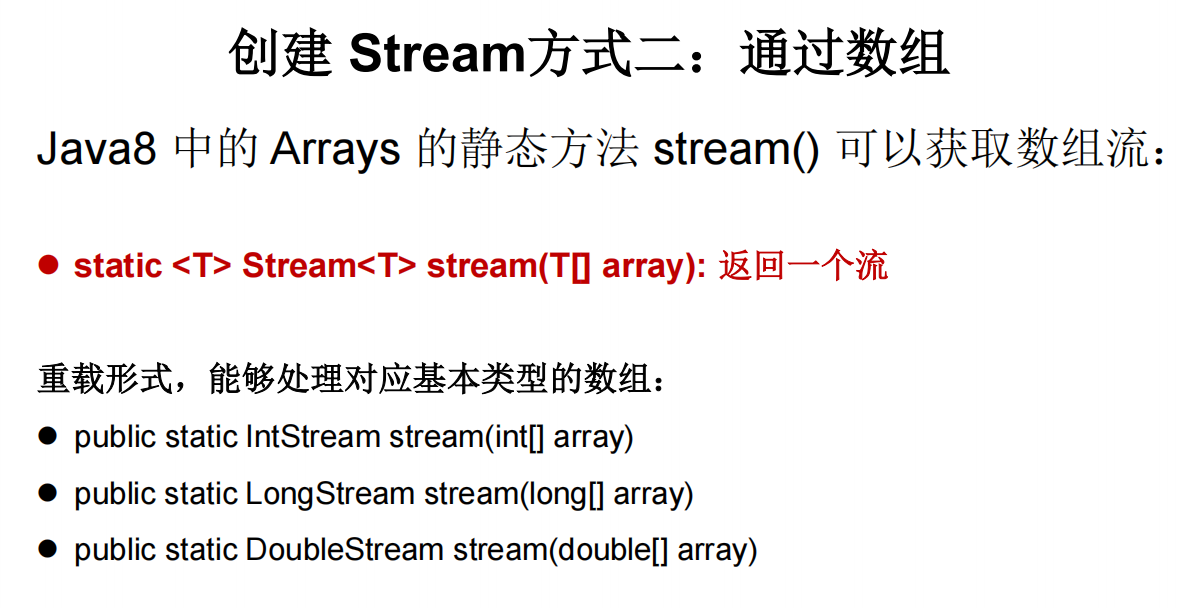 创建 Stream方式二：通过数组
Java8 中的 Arrays 的静态方法 stream() 可以获取数组流：
● static <T> Stream<T> stream(T[] array): 返回一个流
重载形式，能够处理对应基本类型的数组：
● public static IntStream stream(int[] array)
● public static LongStream stream(long[] array)
● public static DoubleStream stream(double[] array)